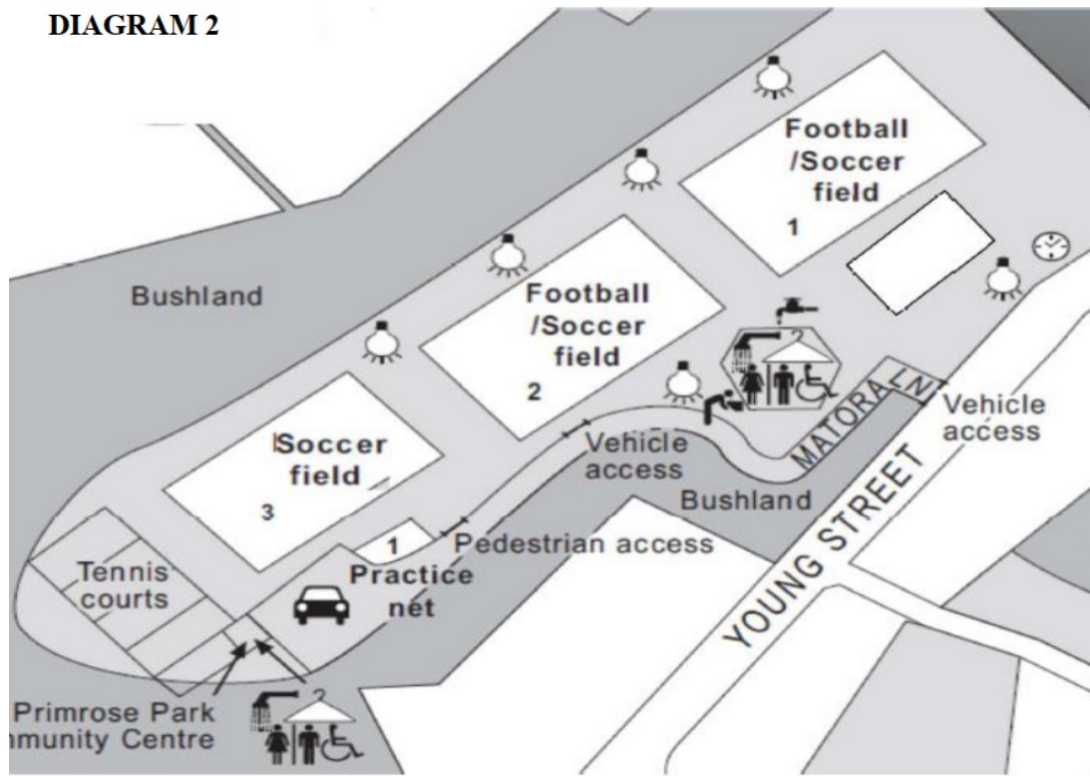 DIAGRAM 2
Football
/Soccer
field
1
Bushland
Football
/Soccer
field
2
Soccer
field
3
Vehicle
access
MATORA LN
Vehicle
access
Bushland
1
Pedestrian access
Practice
net
Tennis
courts
YOUNG STREET
Primrose Park
mmunity Centre